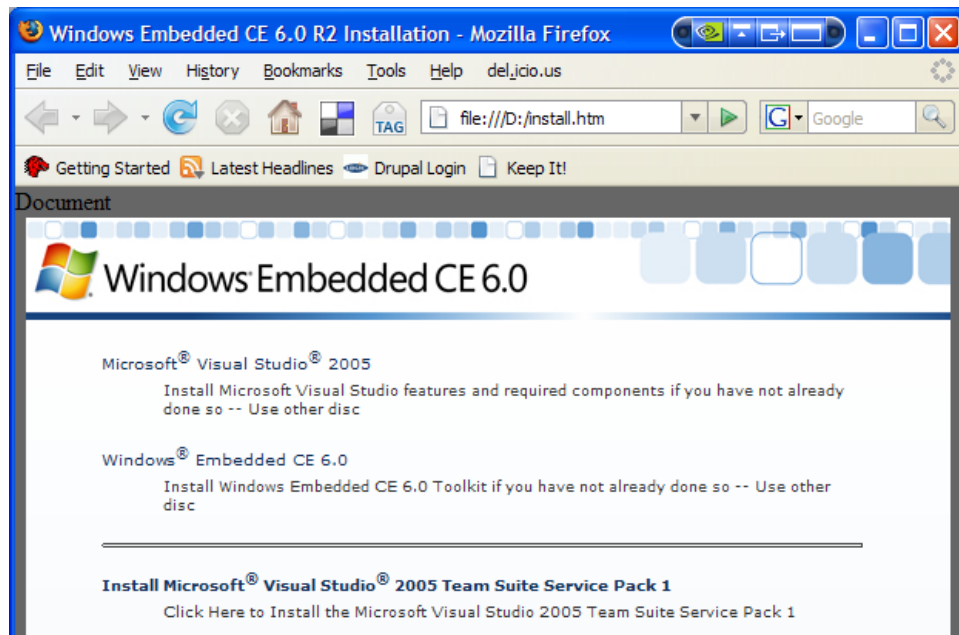 Windows Embedded CE 6.0 R2 Installation - Mozilla Firefox
File Edit View History Bookmarks Tools Help del.icio.us
TAG file:///D:/install.htm G Google
Getting Started Latest Headlines Drupal Login Keep It!
Document
Windows Embedded CE 6.0
Microsoft® Visual Studio® 2005
Install Microsoft Visual Studio features and required components if you have not already
done so -- Use other disc
Windows® Embedded CE 6.0
Install Windows Embedded CE 6.0 Toolkit if you have not already done so -- Use other
disc
Install Microsoft® Visual Studio® 2005 Team Suite Service Pack 1
Click Here to Install the Microsoft Visual Studio 2005 Team Suite Service Pack 1